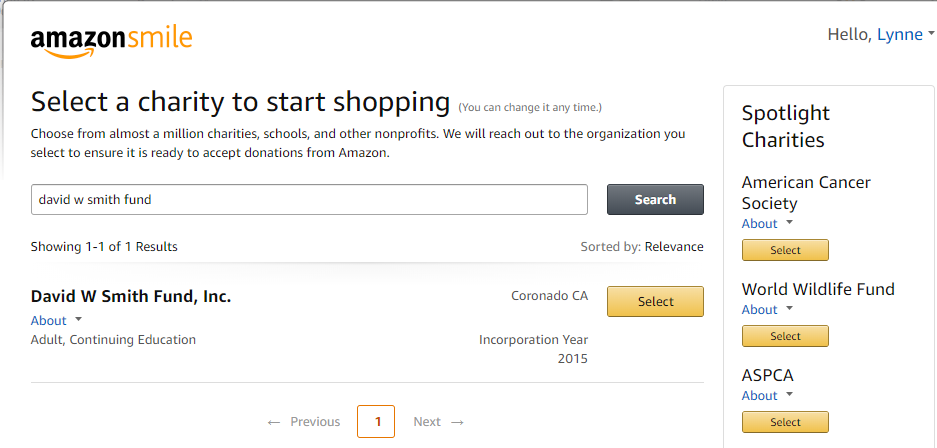 amazonsmile
Hello, Lynne
Select a charity to start shopping (You can change it any time.)
Choose from almost a million charities, schools, and other nonprofits. We will reach out to the organization you
select to ensure it is ready to accept donations from Amazon.
david w smith fund
Search
Showing 1-1 of 1 Results
Sorted by: Relevance
David W Smith Fund, Inc.
Coronado CA
Select
About
Adult, Continuing Education
Incorporation Year
2015
← Previous 1 Next →
Spotlight
Charities
American Cancer
Society
About
Select
World Wildlife Fund
About
Select
ASPCA
About
Select